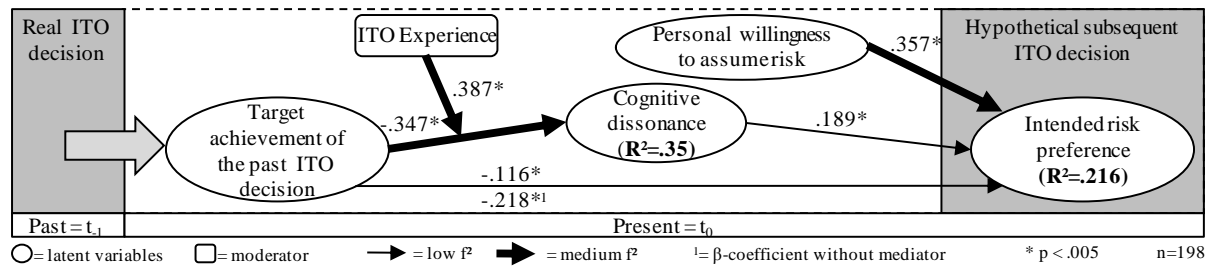 Real ITO
decision
ITO Experience
Personal willingness
to assumerisk
Hypothetical subsequent
ITO decision
.357*
.387*
Target
achievement of
the past ITO
decision
-.347*
Cognitive
dissonance
(R²=.35)
.189*
Intended risk
preference
(R²=.216)
-.116*
-.218*¹
Past = t-1
Present = t0
= latent variables
= moderator
= low f²
= medium f²
¹= β-coefficient without mediator
* p < .005
n=198